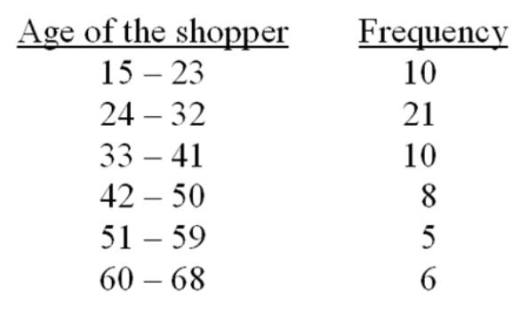 Age of the shopper Frequency
15 – 23 10
24 – 32 21
33 – 41 10
42 – 50 8
51 – 59 5
60 – 68 6